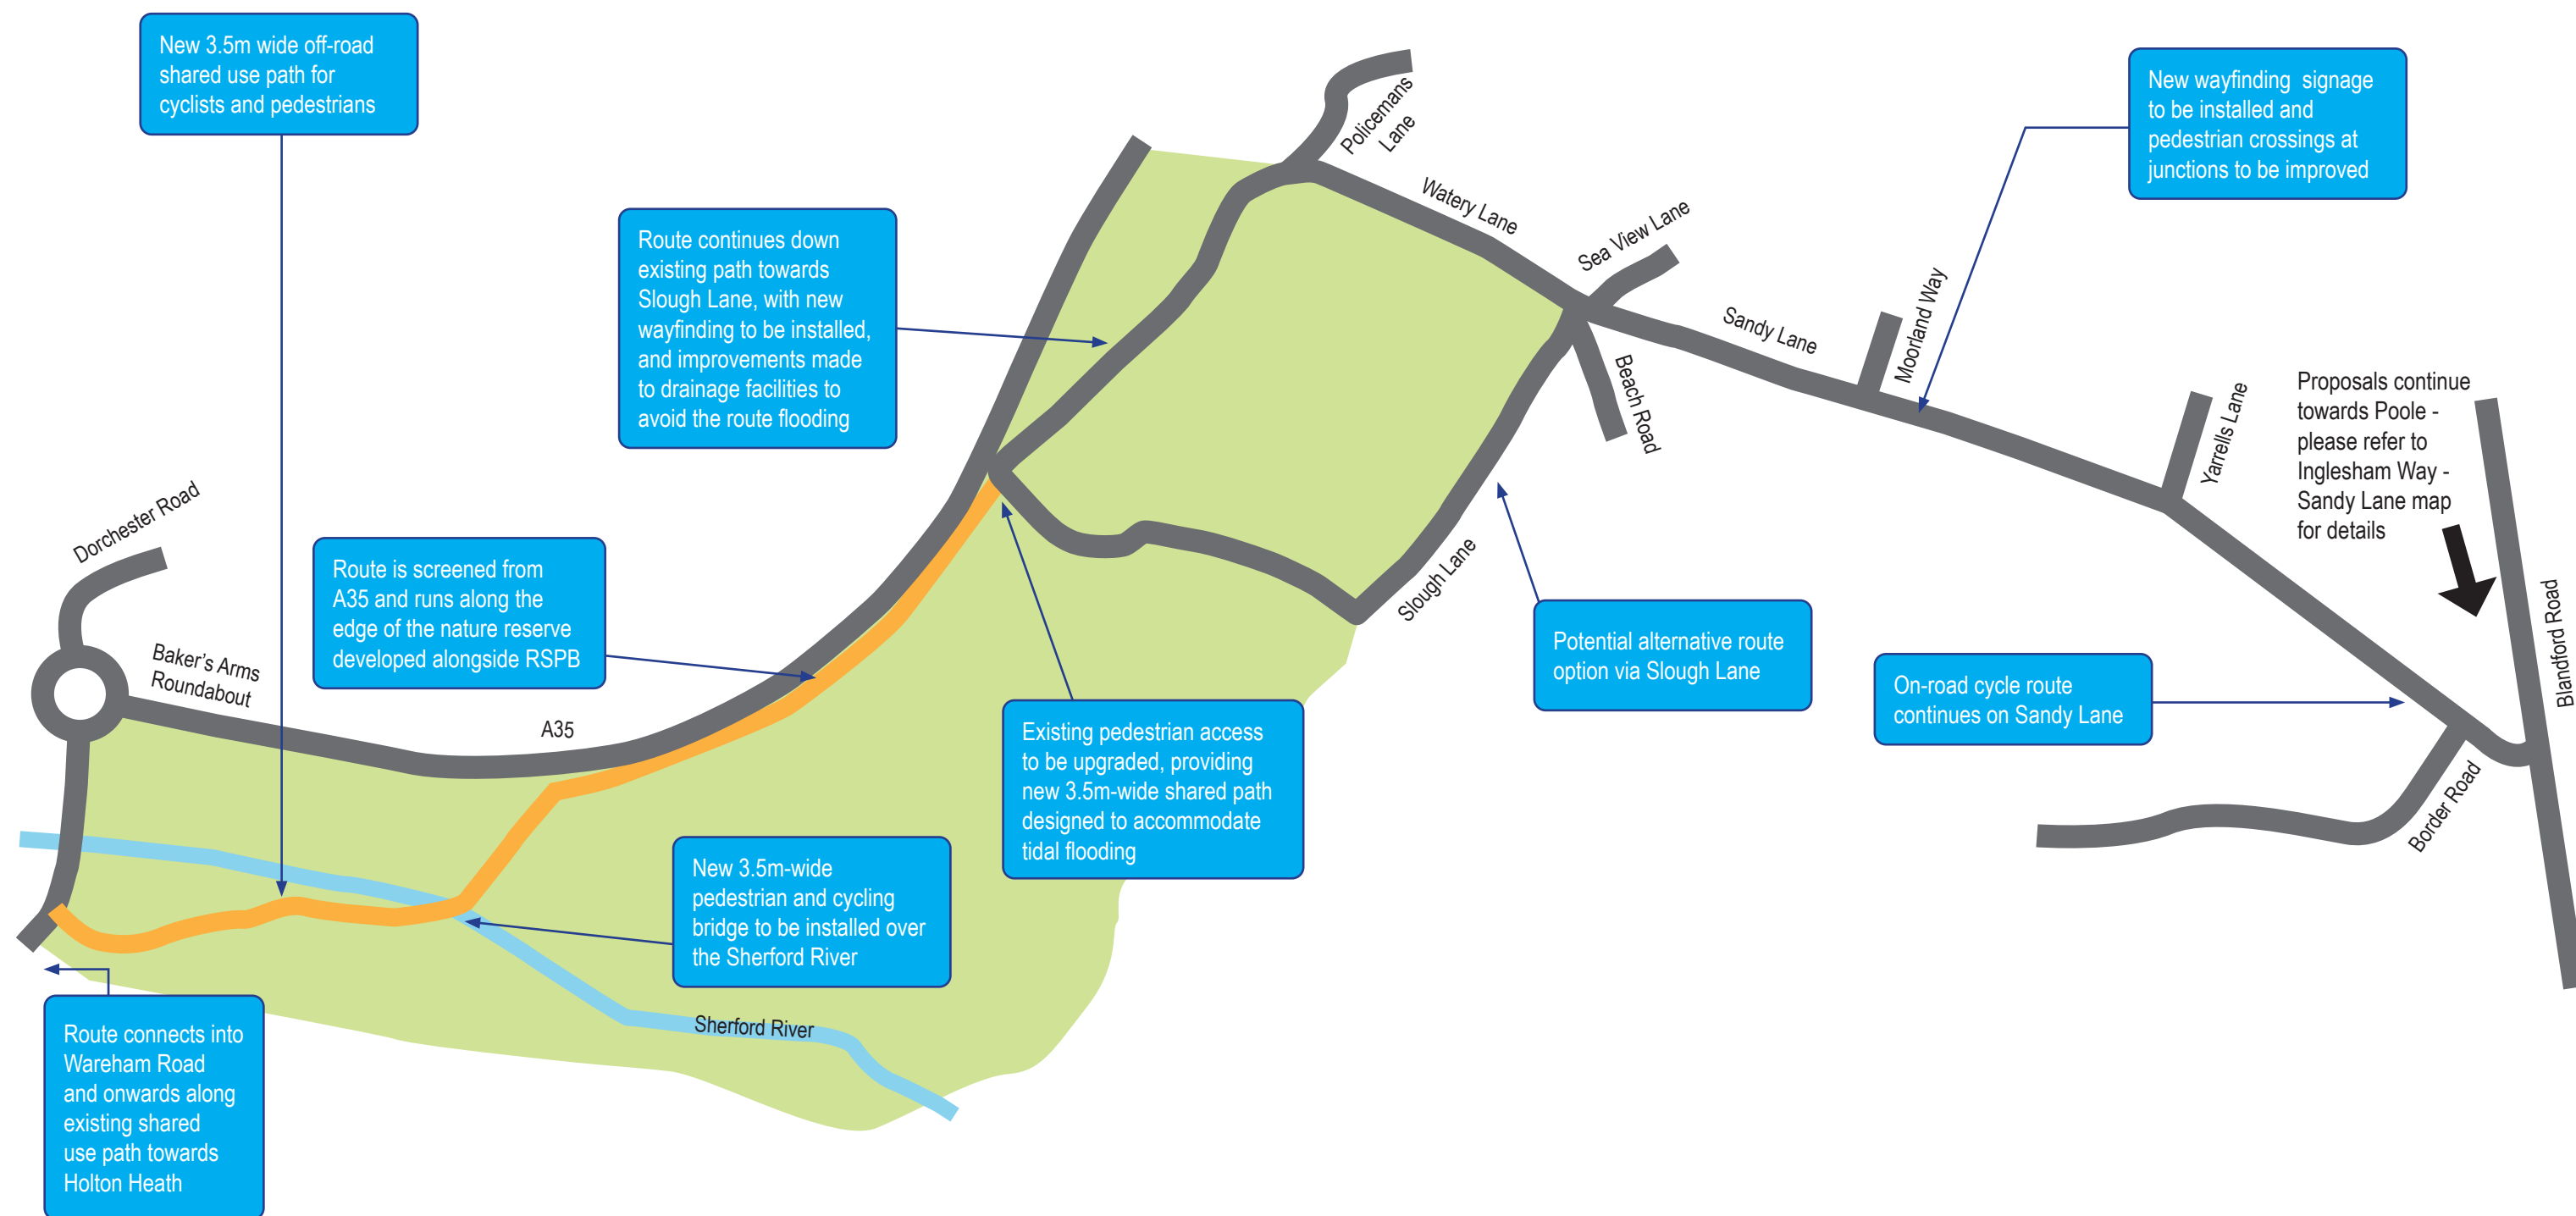 New 3.5m wide off-road
shared use path for
cyclists and pedestrians
Policemans
Lane
New wayfinding signage
to be installed and
pedestrian crossings at
junctions to be improved
Watery Lane
Sea View Lane
Route continues down
existing path towards
Slough Lane, with new
wayfinding to be installed,
and improvements made
to drainage facilities to
avoid the route flooding
Sandy Lane
Moorland Way
Beach Road
Yarrells Lane
Proposals continue
towards Poole -
please refer to
Inglesham Way -
Sandy Lane map
for details
Dorchester Road
Route is screened from
A35 and runs along the
edge of the nature reserve
developed alongside RSPB
Slough Lane
Blandford Road
Baker's Arms
Roundabout
A35
Potential alternative route
option via Slough Lane
On-road cycle route
continues on Sandy Lane
Existing pedestrian access
to be upgraded, providing
new 3.5m-wide shared path
designed to accommodate
tidal flooding
Border Road
New 3.5m-wide
pedestrian and cycling
bridge to be installed over
the Sherford River
Sherford River
Route connects into
Wareham Road
and onwards along
existing shared
use path towards
Holton Heath